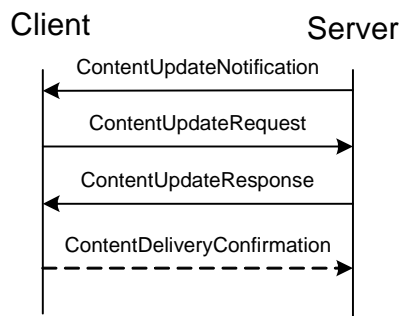 Client
Server
ContentUpdateNotification
ContentUpdateRequest
ContentUpdateResponse
ContentDeliveryConfirmation